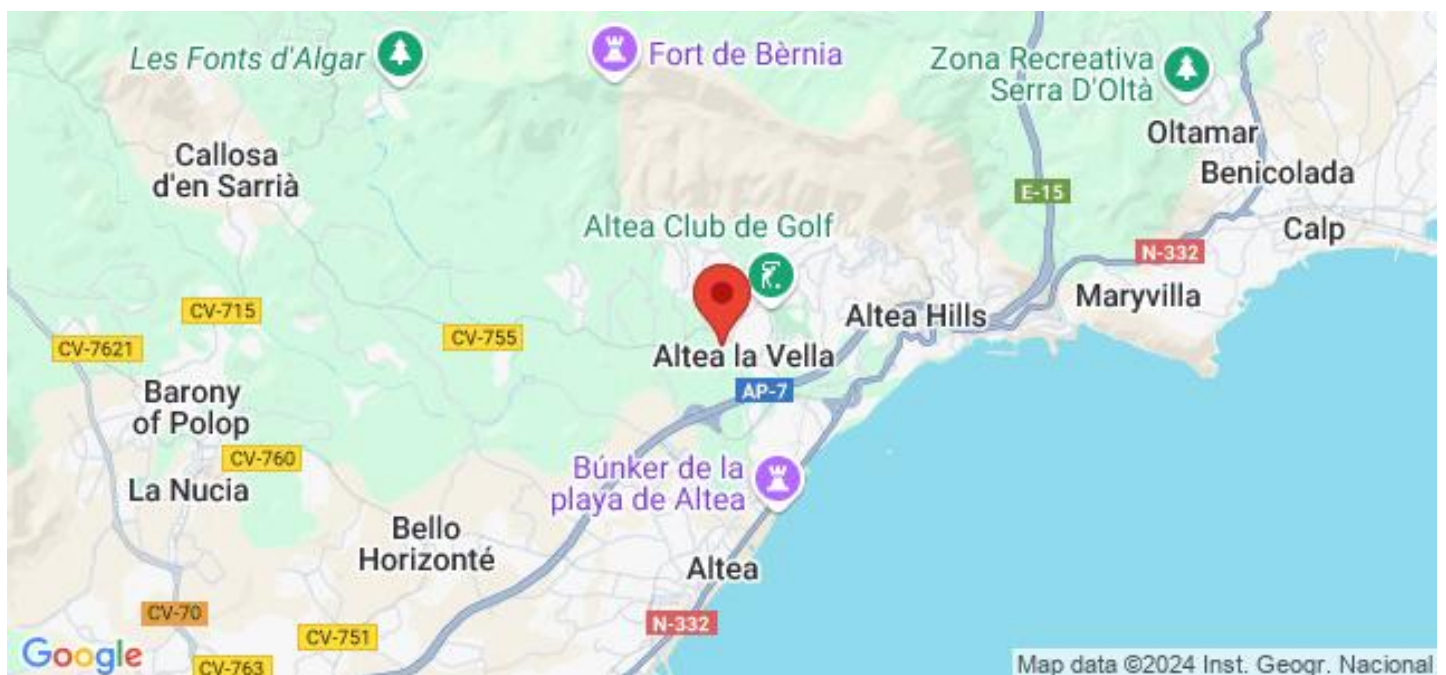 Les Fonts d'Algar
Fort de Bèrnia
Zona Recreativa
Serra D'Oltà
Oltamar
Callosa
d'en Sarrià
Benicolada
E-15
Altea Club de Golf
Calp
N-332
Maryvilla
CV-715
Altea Hills
CV-755
CV-7621
Altea la Vella
AP-7
Barony
of Polop
CV-760
Búnker de la
playa de Altea
La Nucia
Bello
Horizonté
Altea
CV-70
N-332
CV-751
Google
CV-763
Map data ©2024 Inst. Geogr. Nacional